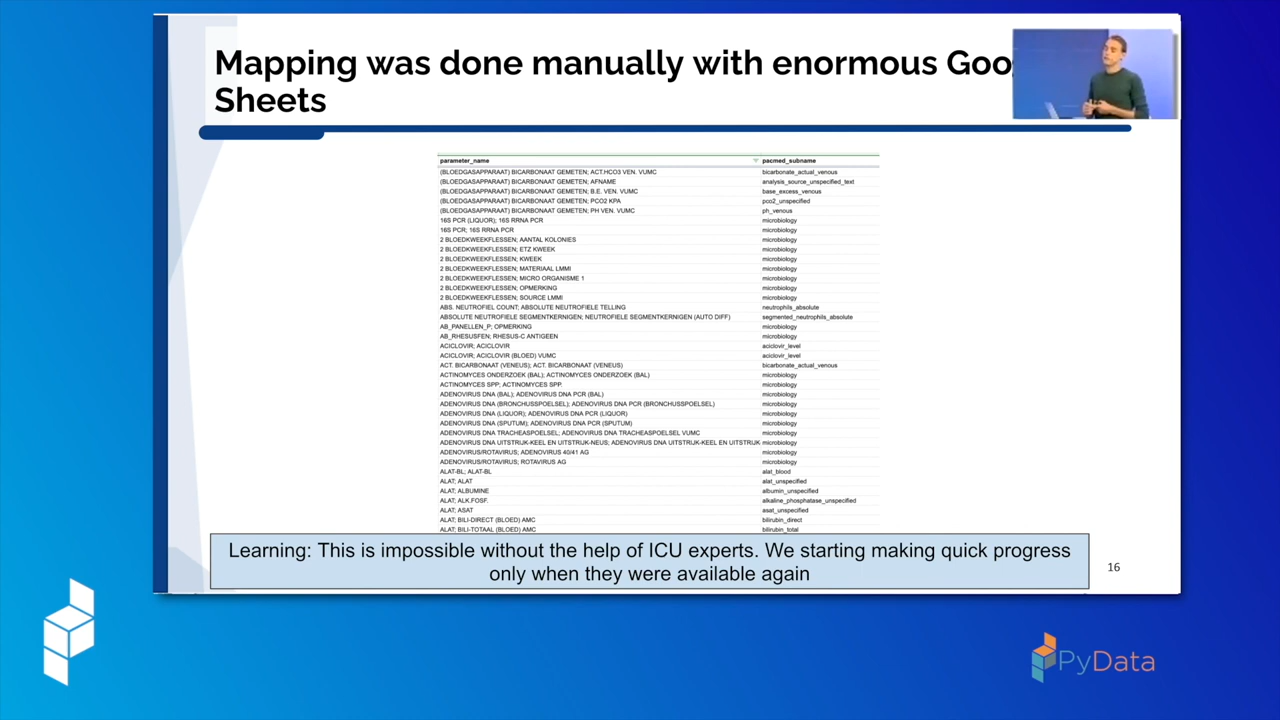 Mapping was done manually with enormous Goo
Sheets
parameter_name pacmed_subname
(BLOEDGASAPPARAAT) BICARBONAAT GEMETEN; ACT.HCO3 VEN. VUMC bicarbonate_actual_venous
(BLOEDGASAPPARAAT) BICARBONAAT GEMETEN; AFNAME analysis_source_unspecified_text
(BLOEDGASAPPARAAT) BICARBONAAT GEMETEN; B.E. VEN. VUMC base_excess_venous
(BLOEDGASAPPARAAT) BICARBONAAT GEMETEN; PCO2 KPA pco2_unspecified
(BLOEDGASAPPARAAT) BICARBONAAT GEMETEN; PH VEN. VUMC ph_venous
16S PCR (LIQUOR); 16S RRNA PCR microbiology
16S PCR; 16S RRNA PCR microbiology
2 BLOEDKWEEKFLESSEN; AANTAL KOLONIES microbiology
2 BLOEDKWEEKFLESSEN; ETZ KWEEK microbiology
2 BLOEDKWEEKFLESSEN; KWEEK microbiology
2 BLOEDKWEEKFLESSEN; MATERIAAL LMMI microbiology
2 BLOEDKWEEKFLESSEN; MICRO ORGANISME 1 microbiology
2 BLOEDKWEEKFLESSEN; OPMERKING microbiology
2 BLOEDKWEEKFLESSEN; SOURCE LMMI microbiology
ABS. NEUTROFIEL COUNT; ABSOLUTE NEUTROFIELE TELLING neutrophils_absolute
ABSOLUTE NEUTROFIELE SEGMENTKERNIGEN; NEUTROFIELE SEGMENTKERNIGEN (AUTO DIFF) segmented_neutrophils_absolute
AB_PANELLEN_P; OPMERKING microbiology
AB_RHESUSFEN; RHESUS-C ANTIGEEN microbiology
ACICLOVIR; ACICLOVIR aciclovir_level
ACICLOVIR; ACICLOVIR (BLOED) VUMC aciclovir_level
ACT. BICARBONAAT (VENEUS); ACT. BICARBONAAT (VENEUS) bicarbonate_actual_venous
ACTINOMYCES ONDERZOEK (BAL); ACTINOMYCES ONDERZOEK (BAL) microbiology
ACTINOMYCES SPP; ACTINOMYCES SPP. microbiology
ADENOVIRUS DNA (BAL); ADENOVIRUS DNA PCR (BAL) microbiology
ADENOVIRUS DNA (BRONCHUSSPOELSEL); ADENOVIRUS DNA PCR (BRONCHUSSPOELSEL) microbiology
ADENOVIRUS DNA (LIQUOR); ADENOVIRUS DNA PCR (LIQUOR) microbiology
ADENOVIRUS DNA (SPUTUM); ADENOVIRUS DNA PCR (SPUTUM) microbiology
ADENOVIRUS DNA TRACHEASPOELSEL; ADENOVIRUS DNA TRACHEASPOELSEL VUMC microbiology
ADENOVIRUS DNA UITSTRIJK-KEEL EN UITSTRIJK-NEUS; ADENOVIRUS DNA UITSTRIJK-KEEL EN UITSTRIJK microbiology
ADENOVIRUS/ROTAVIRUS; ADENOVIRUS 40/41 AG microbiology
ADENOVIRUS/ROTAVIRUS; ROTAVIRUS AG microbiology
ALAT-BL; ALAT-BL alat_blood
ALAT; ALAT alat_unspecified
ALAT; ALBUMINE albumin_unspecified
ALAT; ALK.FOSF. alkaline_phosphatase_unspecified
ALAT; ASAT asat_unspecified
ALAT; BILI-DIRECT (BLOED) AMC bilirubin_direct
ALAT; BILI-TOTAAL (BLOED) AMC bilirubin_total
Learning: This is impossible without the help of ICU experts. We starting making quick progress
only when they were available again
16
PyData